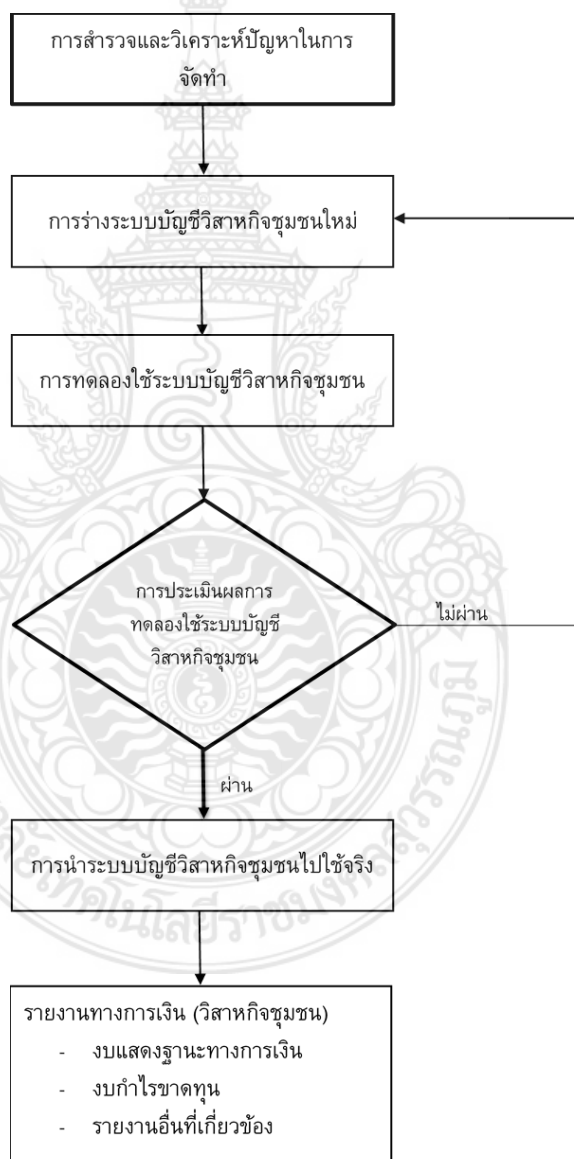 การสำรวจและวิเคราะห์ปัญหาในการ
จัดทำ
การร่างระบบบัญชีวิสาหกิจชุมชนใหม่
การทดลองใช้ระบบบัญชีวิสาหกิจชุมชน
การประเมินผลการ
ทดลองใช้ระบบบัญชี
วิสาหกิจชุมชน
ไม่ผ่าน
ผ่าน
การนำระบบบัญชีวิสาหกิจชุมชนไปใช้จริง
รายงานทางการเงิน (วิสาหกิจชุมชน)
- งบแสดงฐานะทางการเงิน
- งบกำไรขาดทุน
- รายงานอื่นที่เกี่ยวข้อง